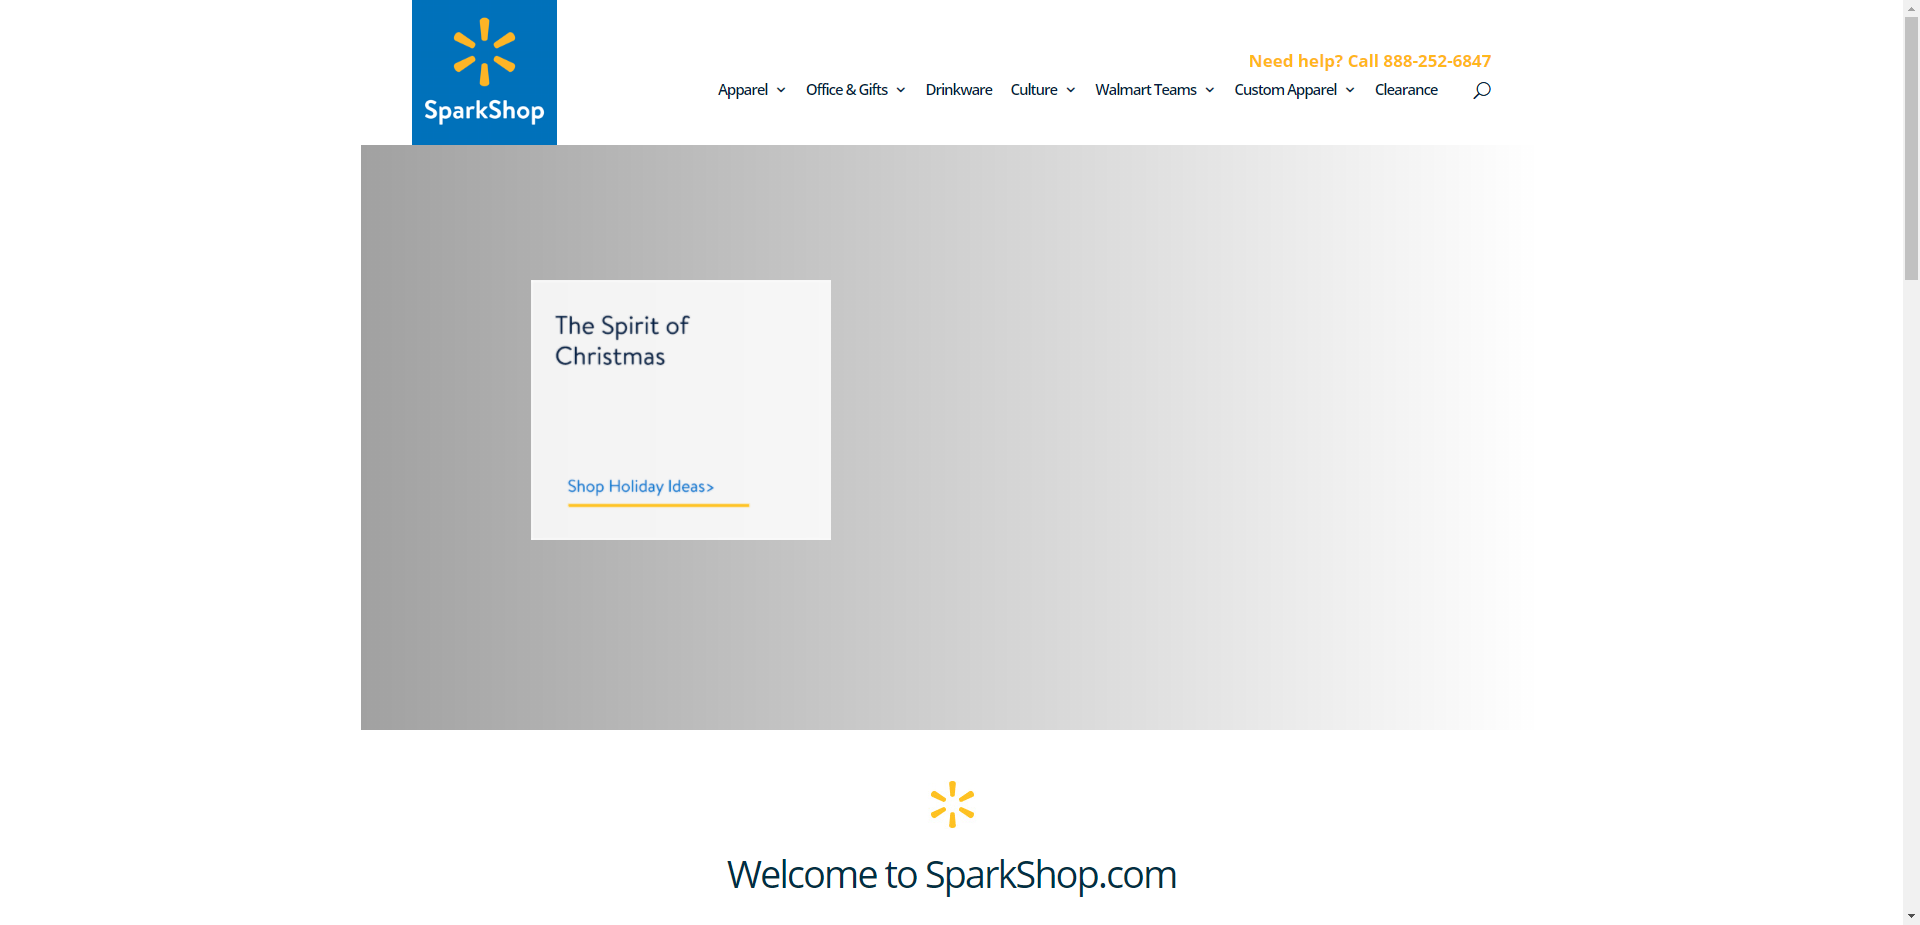 SparkShop
Need help? Call 888-252-6847
Apparel Office & Gifts Drinkware Culture Walmart Teams Custom Apparel Clearance
The Spirit of
Christmas
Shop Holiday Ideas>
Welcome to SparkShop.com